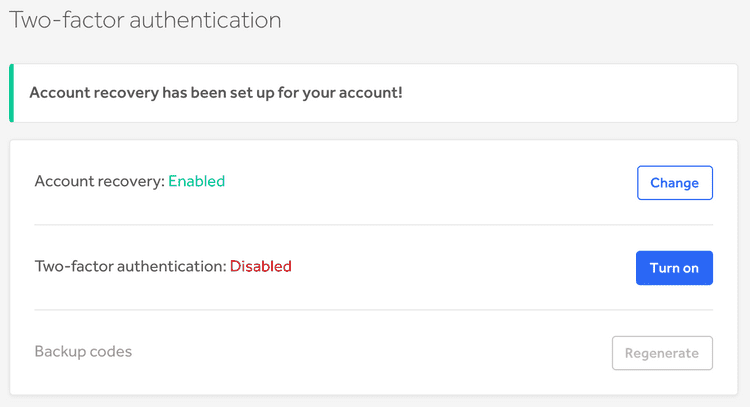 Two-factor authentication
Account recovery has been set up for your account!
Account recovery: Enabled
Change
Two-factor authentication: Disabled
Turn on
Backup codes
Regenerate